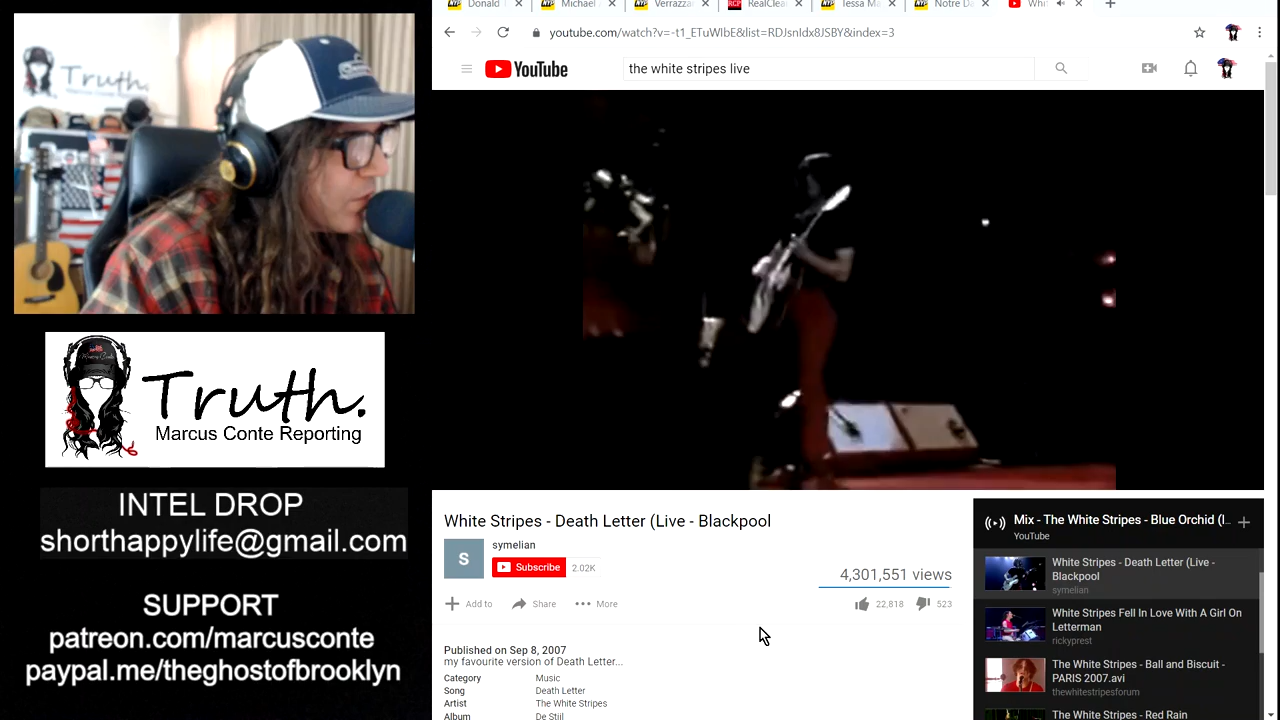 Truth.
Truth.
Marcus Conte Reporting
INTEL DROP
shorthappylife@gmail.com
SUPPORT
patreon.com/marcusconte
paypal.me/theghostofbrooklyn
Donald
Michael
Verrazza
RealClea
Tessa Ma
Notre Da
Whit
youtube.com/watch?v=-t1_ETuWIbE&list=RDJsnIdx8JSBY&index=3
YouTube
the white stripes live
White Stripes - Death Letter (Live - Blackpool
S
symelian
Subscribe 2.02K
4,301,551 views
Add to Share More
22,818 523
Published on Sep 8, 2007
my favourite version of Death Letter...
Category Music
Song Death Letter
Artist The White Stripes
Album De Stijl
Mix - The White Stripes - Blue Orchid (l...
YouTube
White Stripes - Death Letter (Live -
Blackpool
symelian
White Stripes Fell In Love With A Girl On
Letterman
rickyprest
The White Stripes - Ball and Biscuit -
PARIS 2007.avi
thewhitestripesforum
The White Stripes - Red Rain